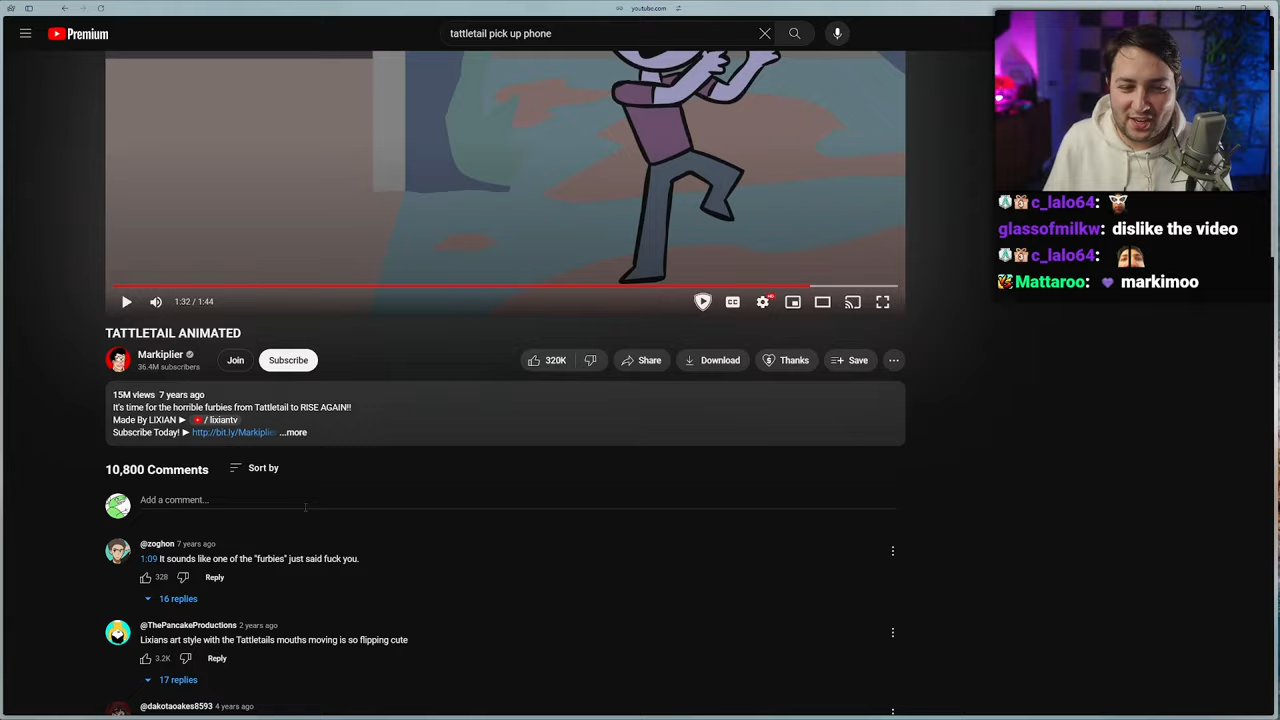 youtube.com
Premium
tattletail pick up phone
1:32 / 1:44
TATTLETAIL ANIMATED
Markiplier
36.4M subscribers
Join
Subscribe
320K
Share
Download
Thanks
Save
15M views 7 years ago
It's time for the horrible furbies from Tattletail to RISE AGAIN!!
Made By LIXIAN ► / lixiantv
Subscribe Today! ► http://bit.ly/Markiplie ...more
10,800 Comments
Sort by
Add a comment...
@zoghon 7 years ago
1:09 It sounds like one of the "furbies" just said fuck you.
328
Reply
16 replies
@ThePancakeProductions 2 years ago
Lixians art style with the Tattletails mouths moving is so flipping cute
3.2K
Reply
17 replies
@dakotaoakes8593 4 years ago
c_lalo64:
glassofmilkw: dislike the video
c_lalo64:
Mattaroo: markimoo